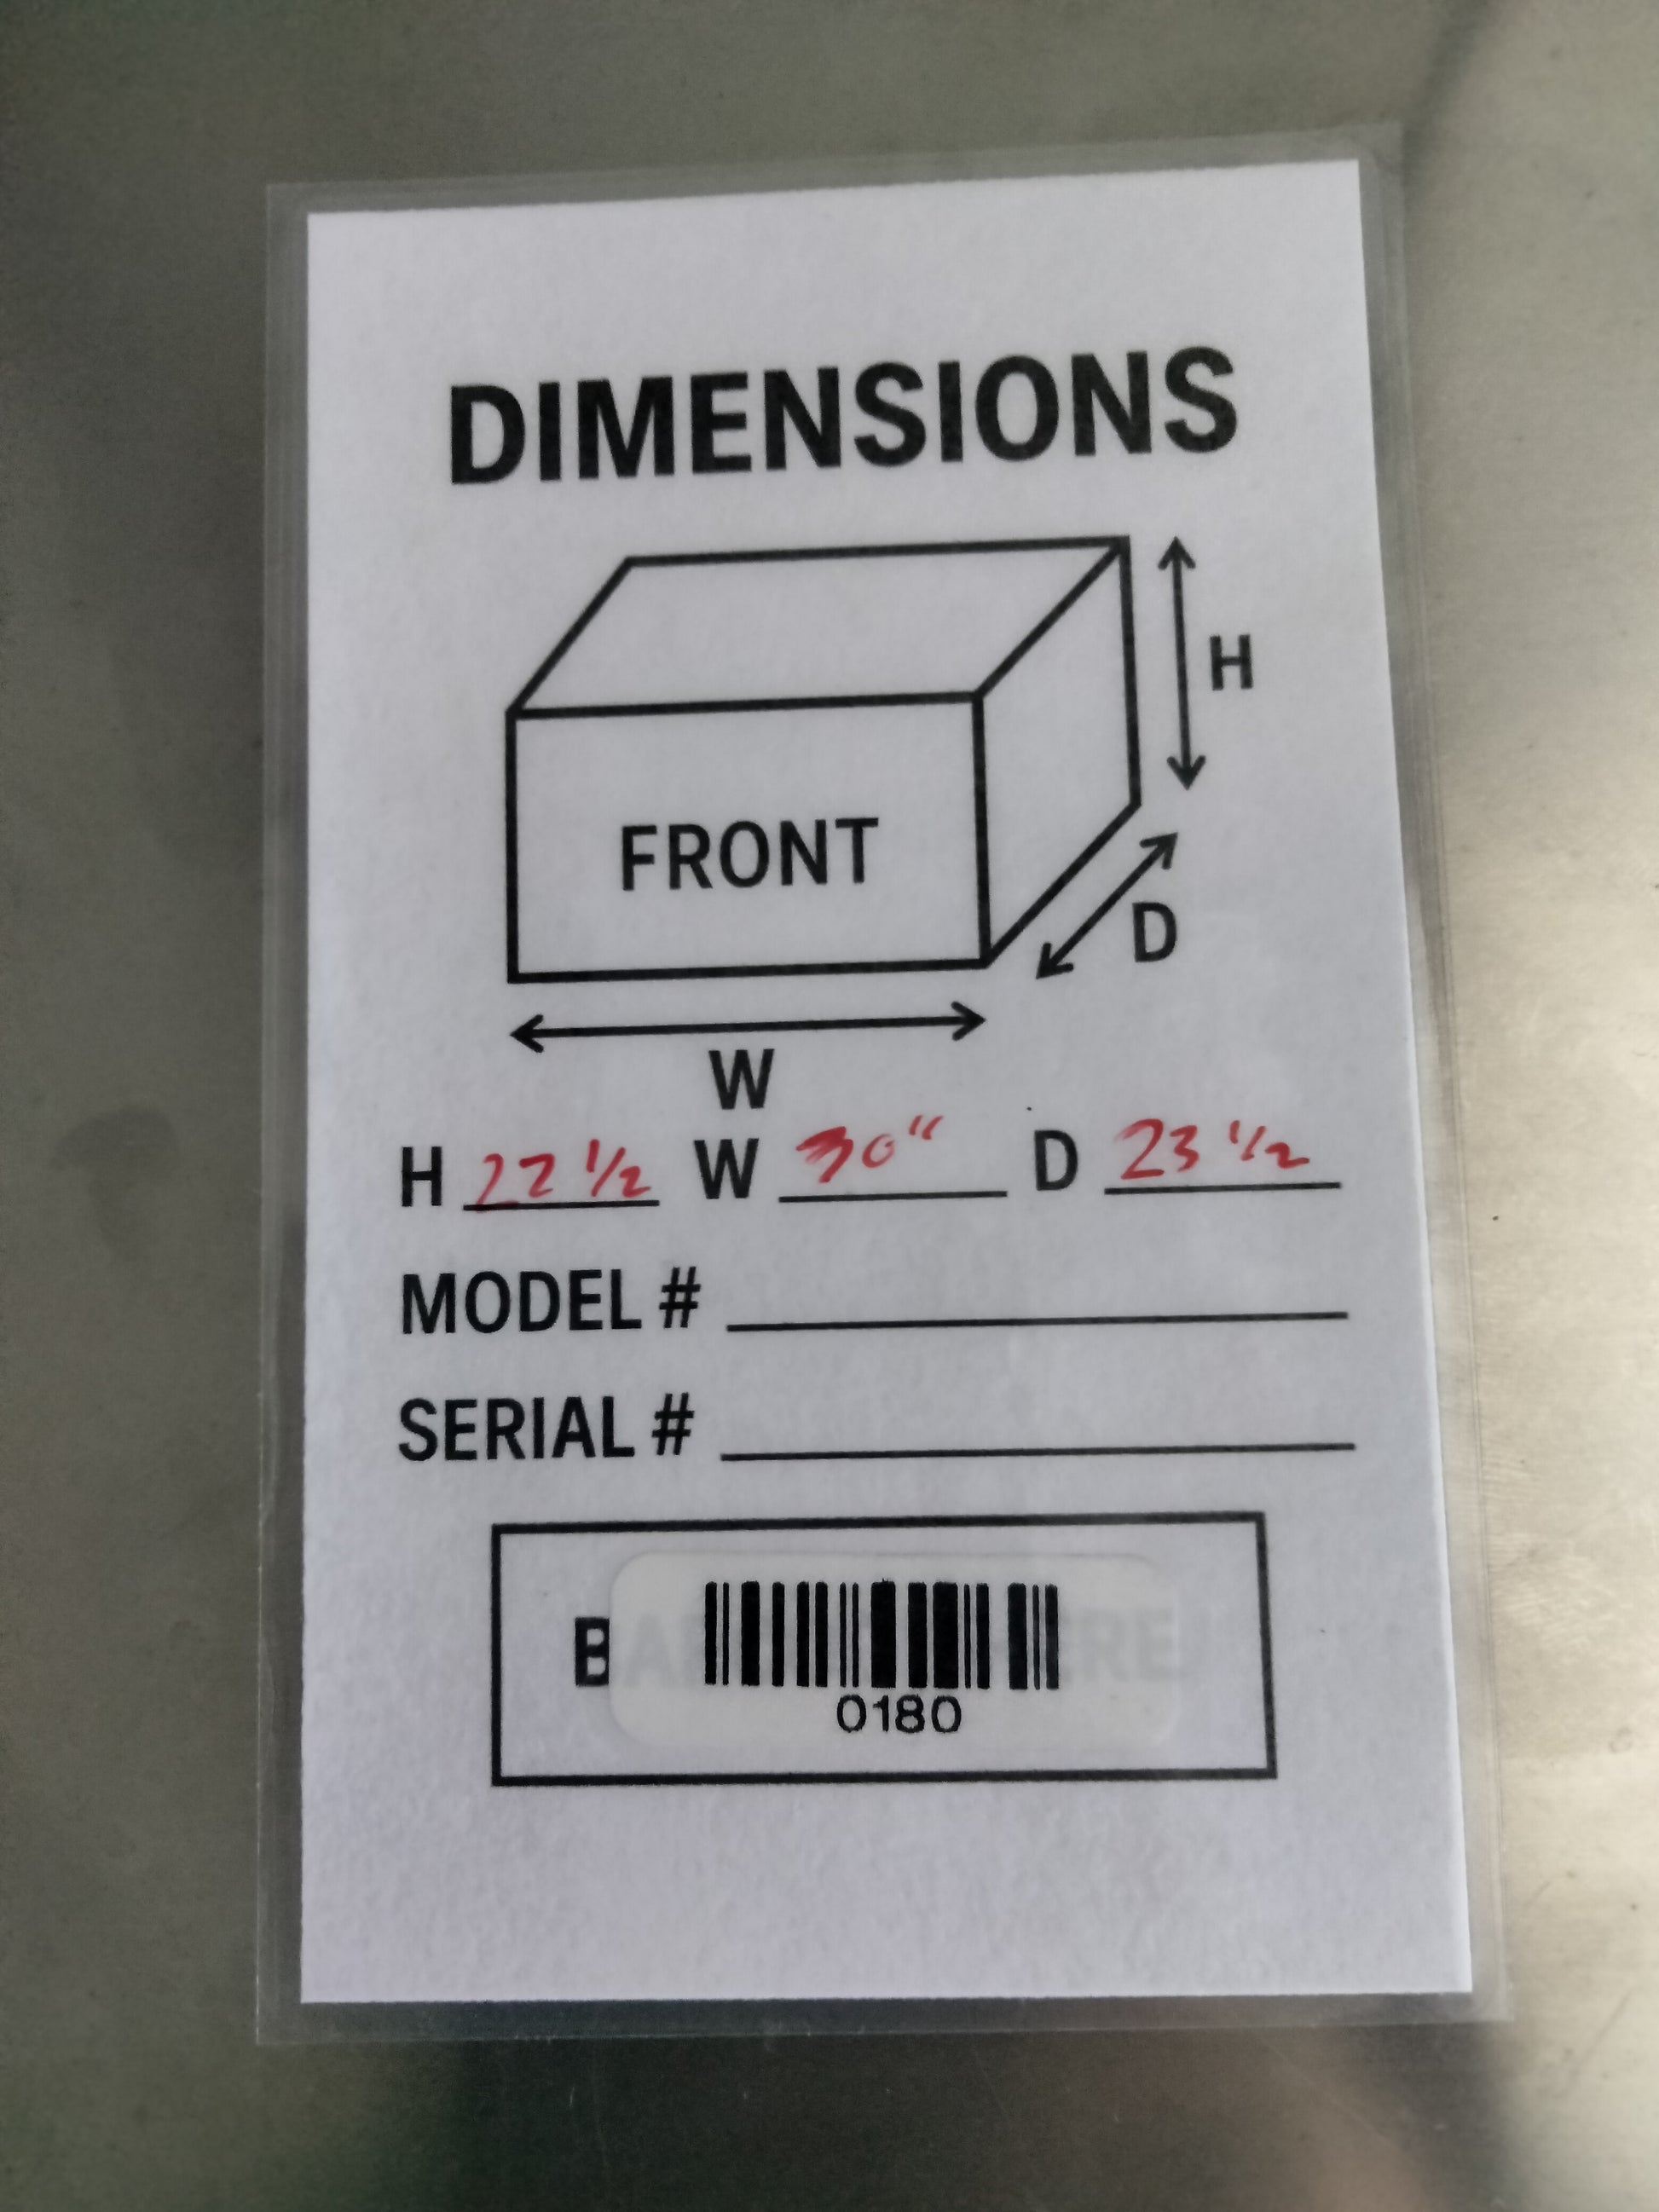 DIMENSIONS
H
FRONT
D
W
H 22 1/2 W 30" D 23 1/2
MODEL #
SERIAL #
B
0180